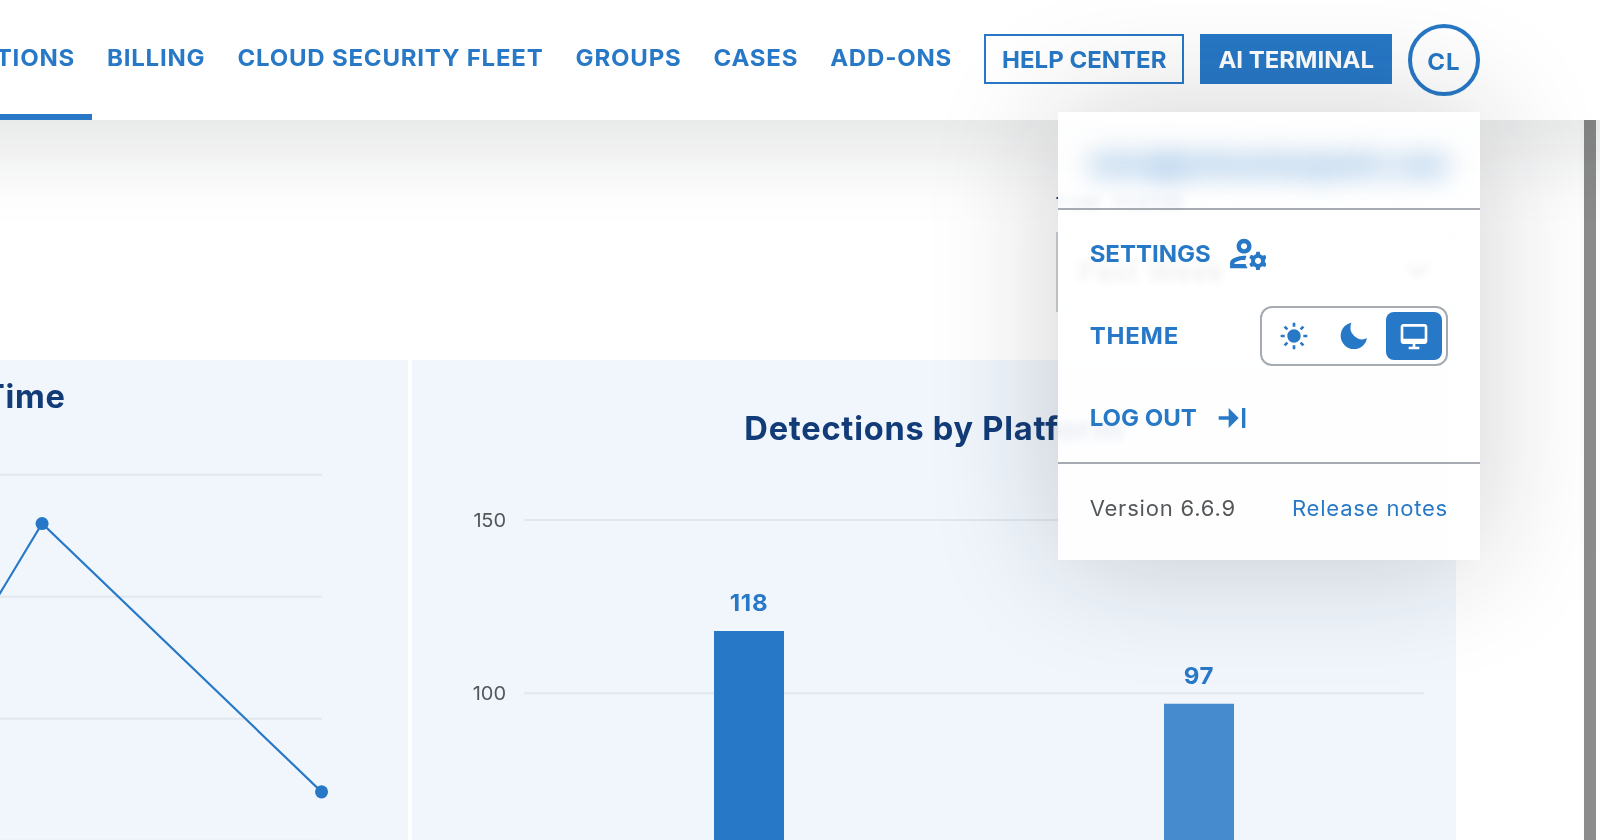 TIONS BILLING CLOUD SECURITY FLEET GROUPS CASES ADD-ONS HELP CENTER AI TERMINAL CL
SETTINGS
THEME
LOG OUT
Version 6.6.9 Release notes
Time
Detections by Platf
150
118
97
100